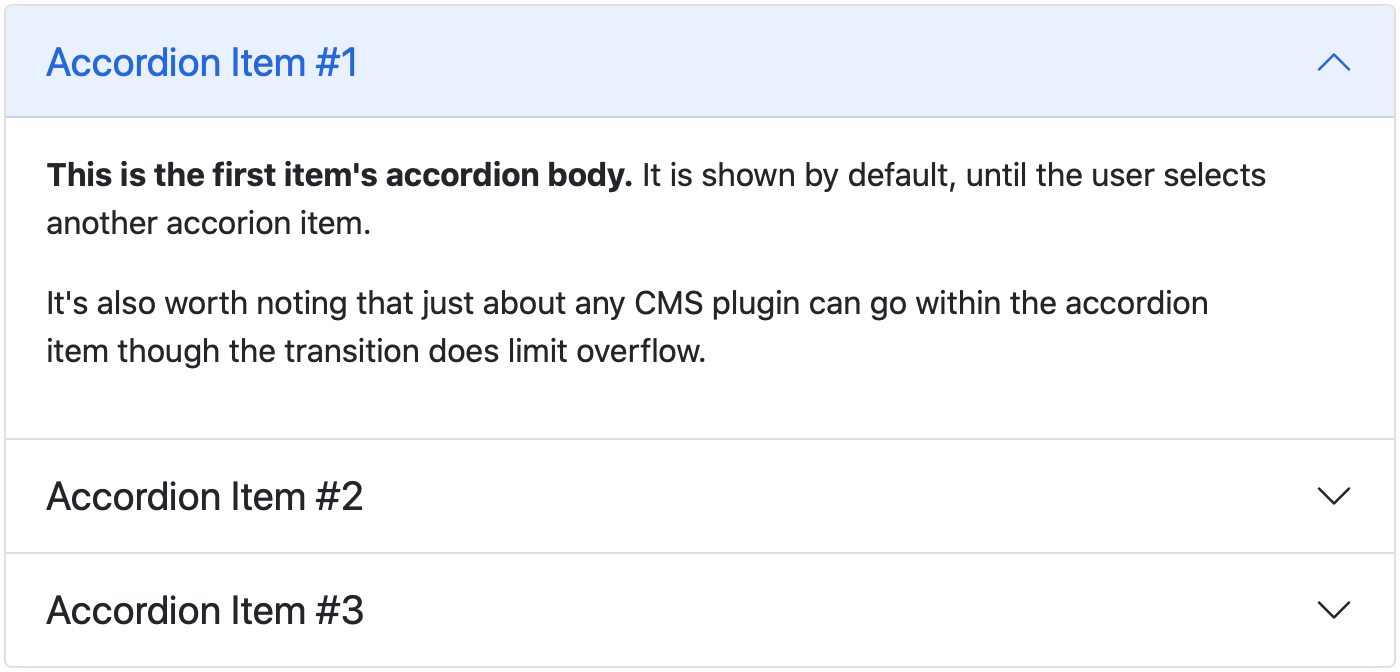 Accordion Item #1
This is the first item's accordion body. It is shown by default, until the user selects
another accorion item.
It's also worth noting that just about any CMS plugin can go within the accordion
item though the transition does limit overflow.
Accordion Item #2
Accordion Item #3